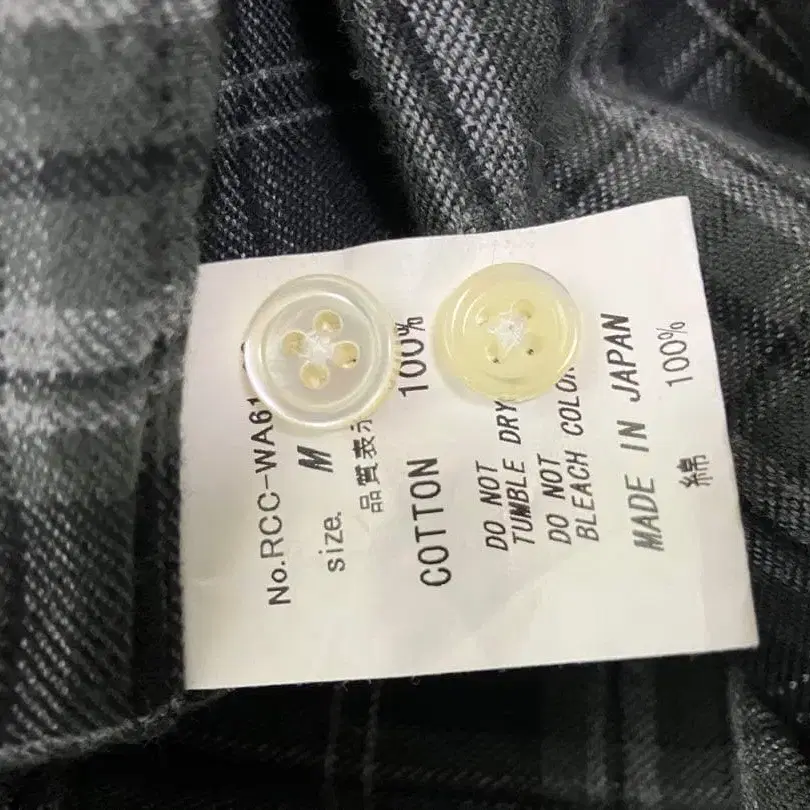 No.RCC-WA61
size. M
品質表示
COTTON 100%
DO NOT
TUMBLE DRY
DO NOT
BLEACH COLOR
MADE IN JAPAN
綿 100%